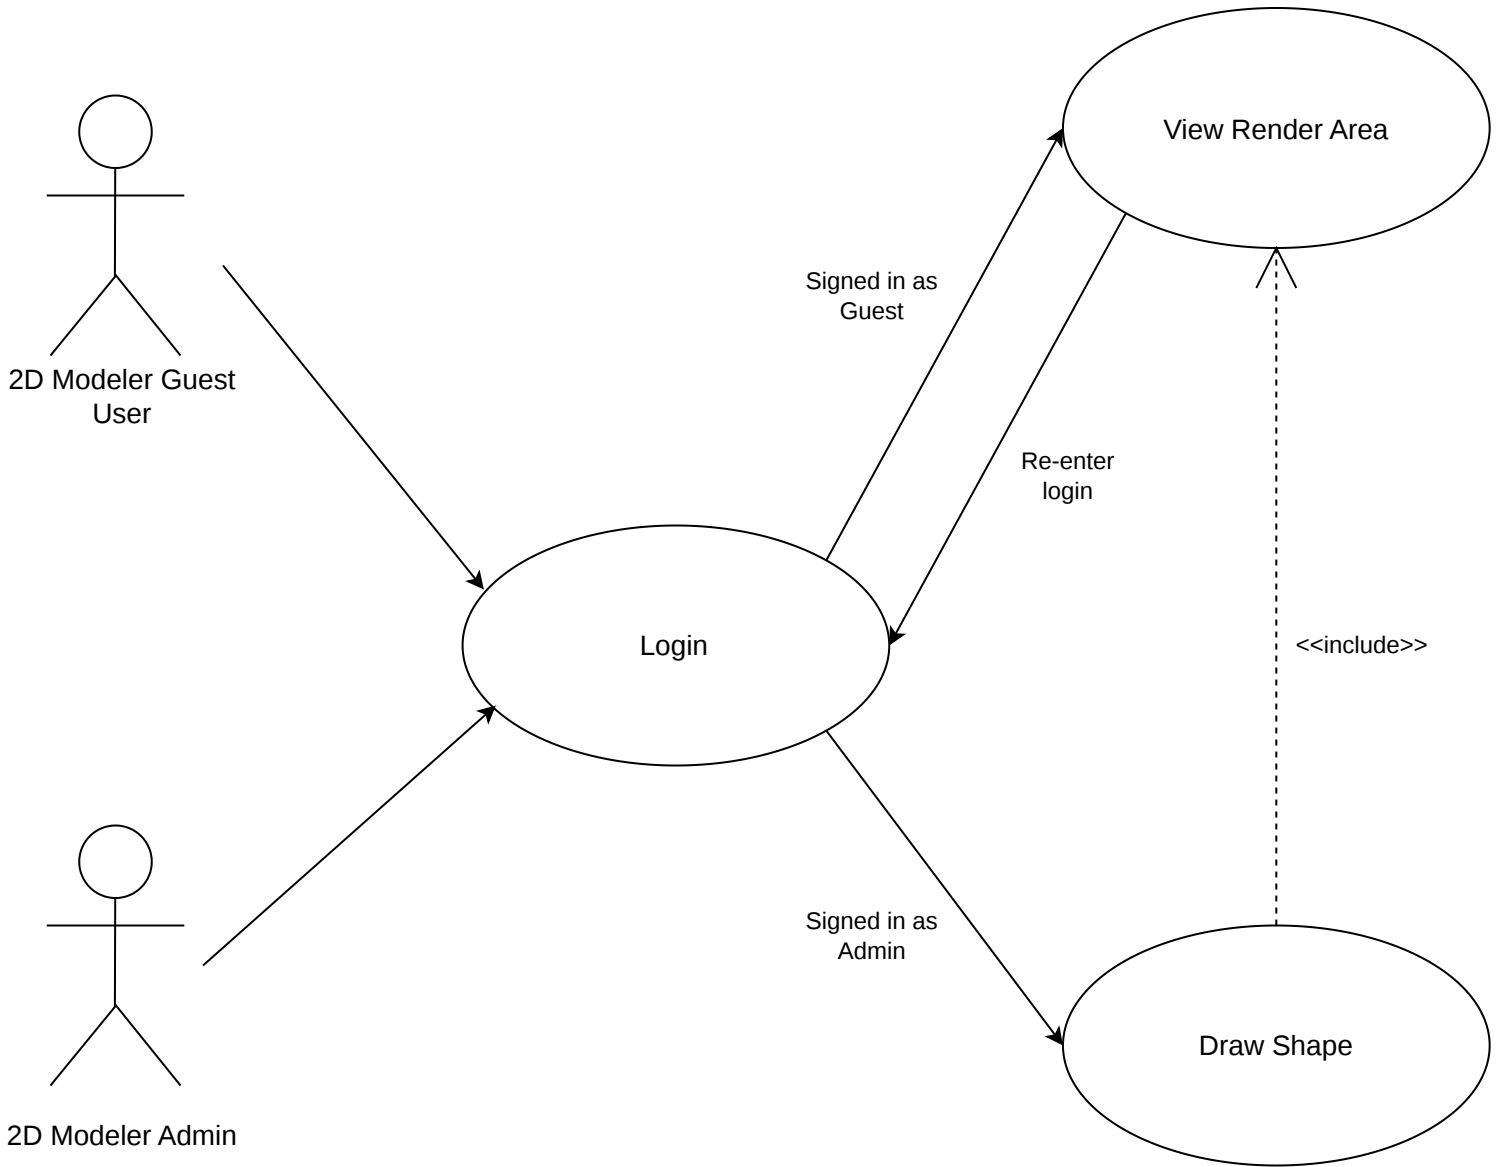 View Render Area
Signed in as
Guest
2D Modeler Guest
User
Re-enter
login
Login
<<include>>
Signed in as
Admin
Draw Shape
2D Modeler Admin